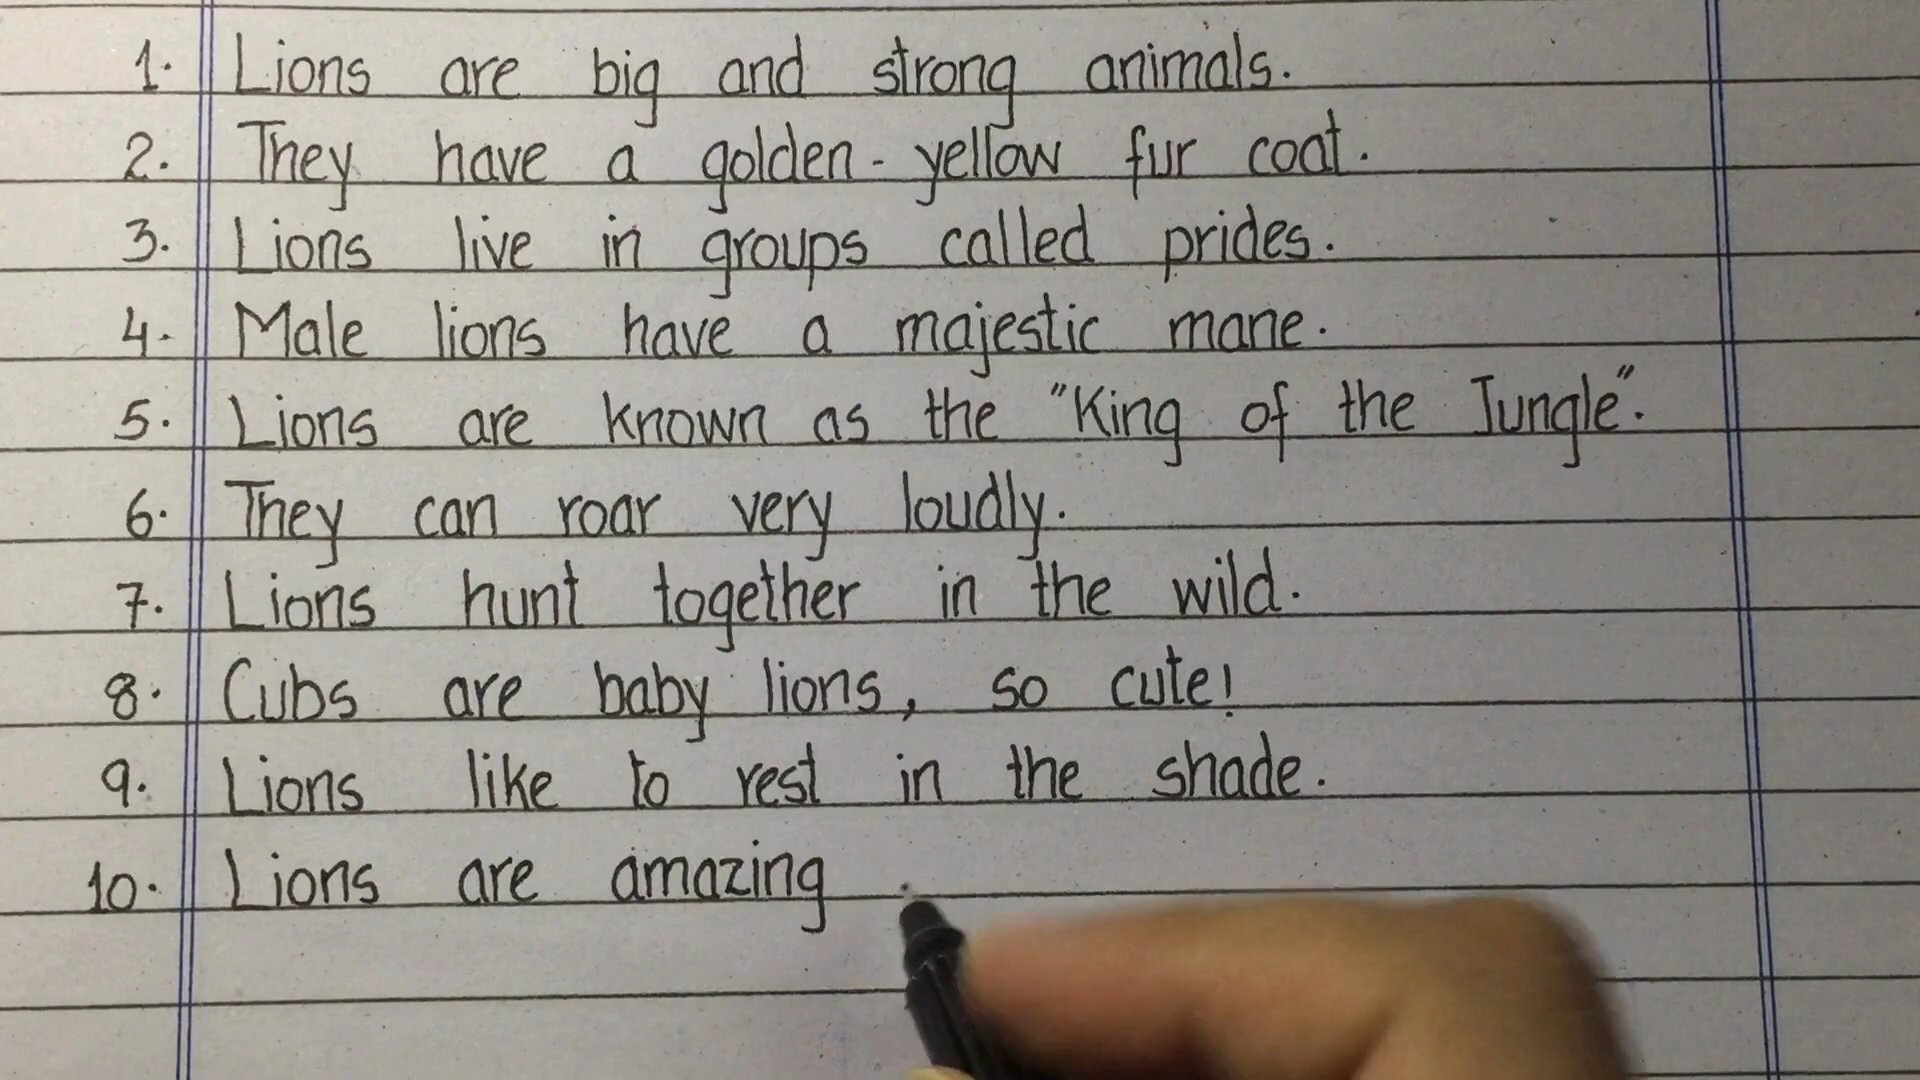 1. Lions are big and strong animals.
2. They have a golden-yellow fur coat.
3. Lions live in groups called prides.
4. Male lions have a majestic mane.
5. Lions are known as the "King of the Jungle".
6. They can roar very loudly.
7. Lions hunt together in the wild.
8. Cubs are baby lions, so cute!
9. Lions like to rest in the shade.
10. Lions are amazing